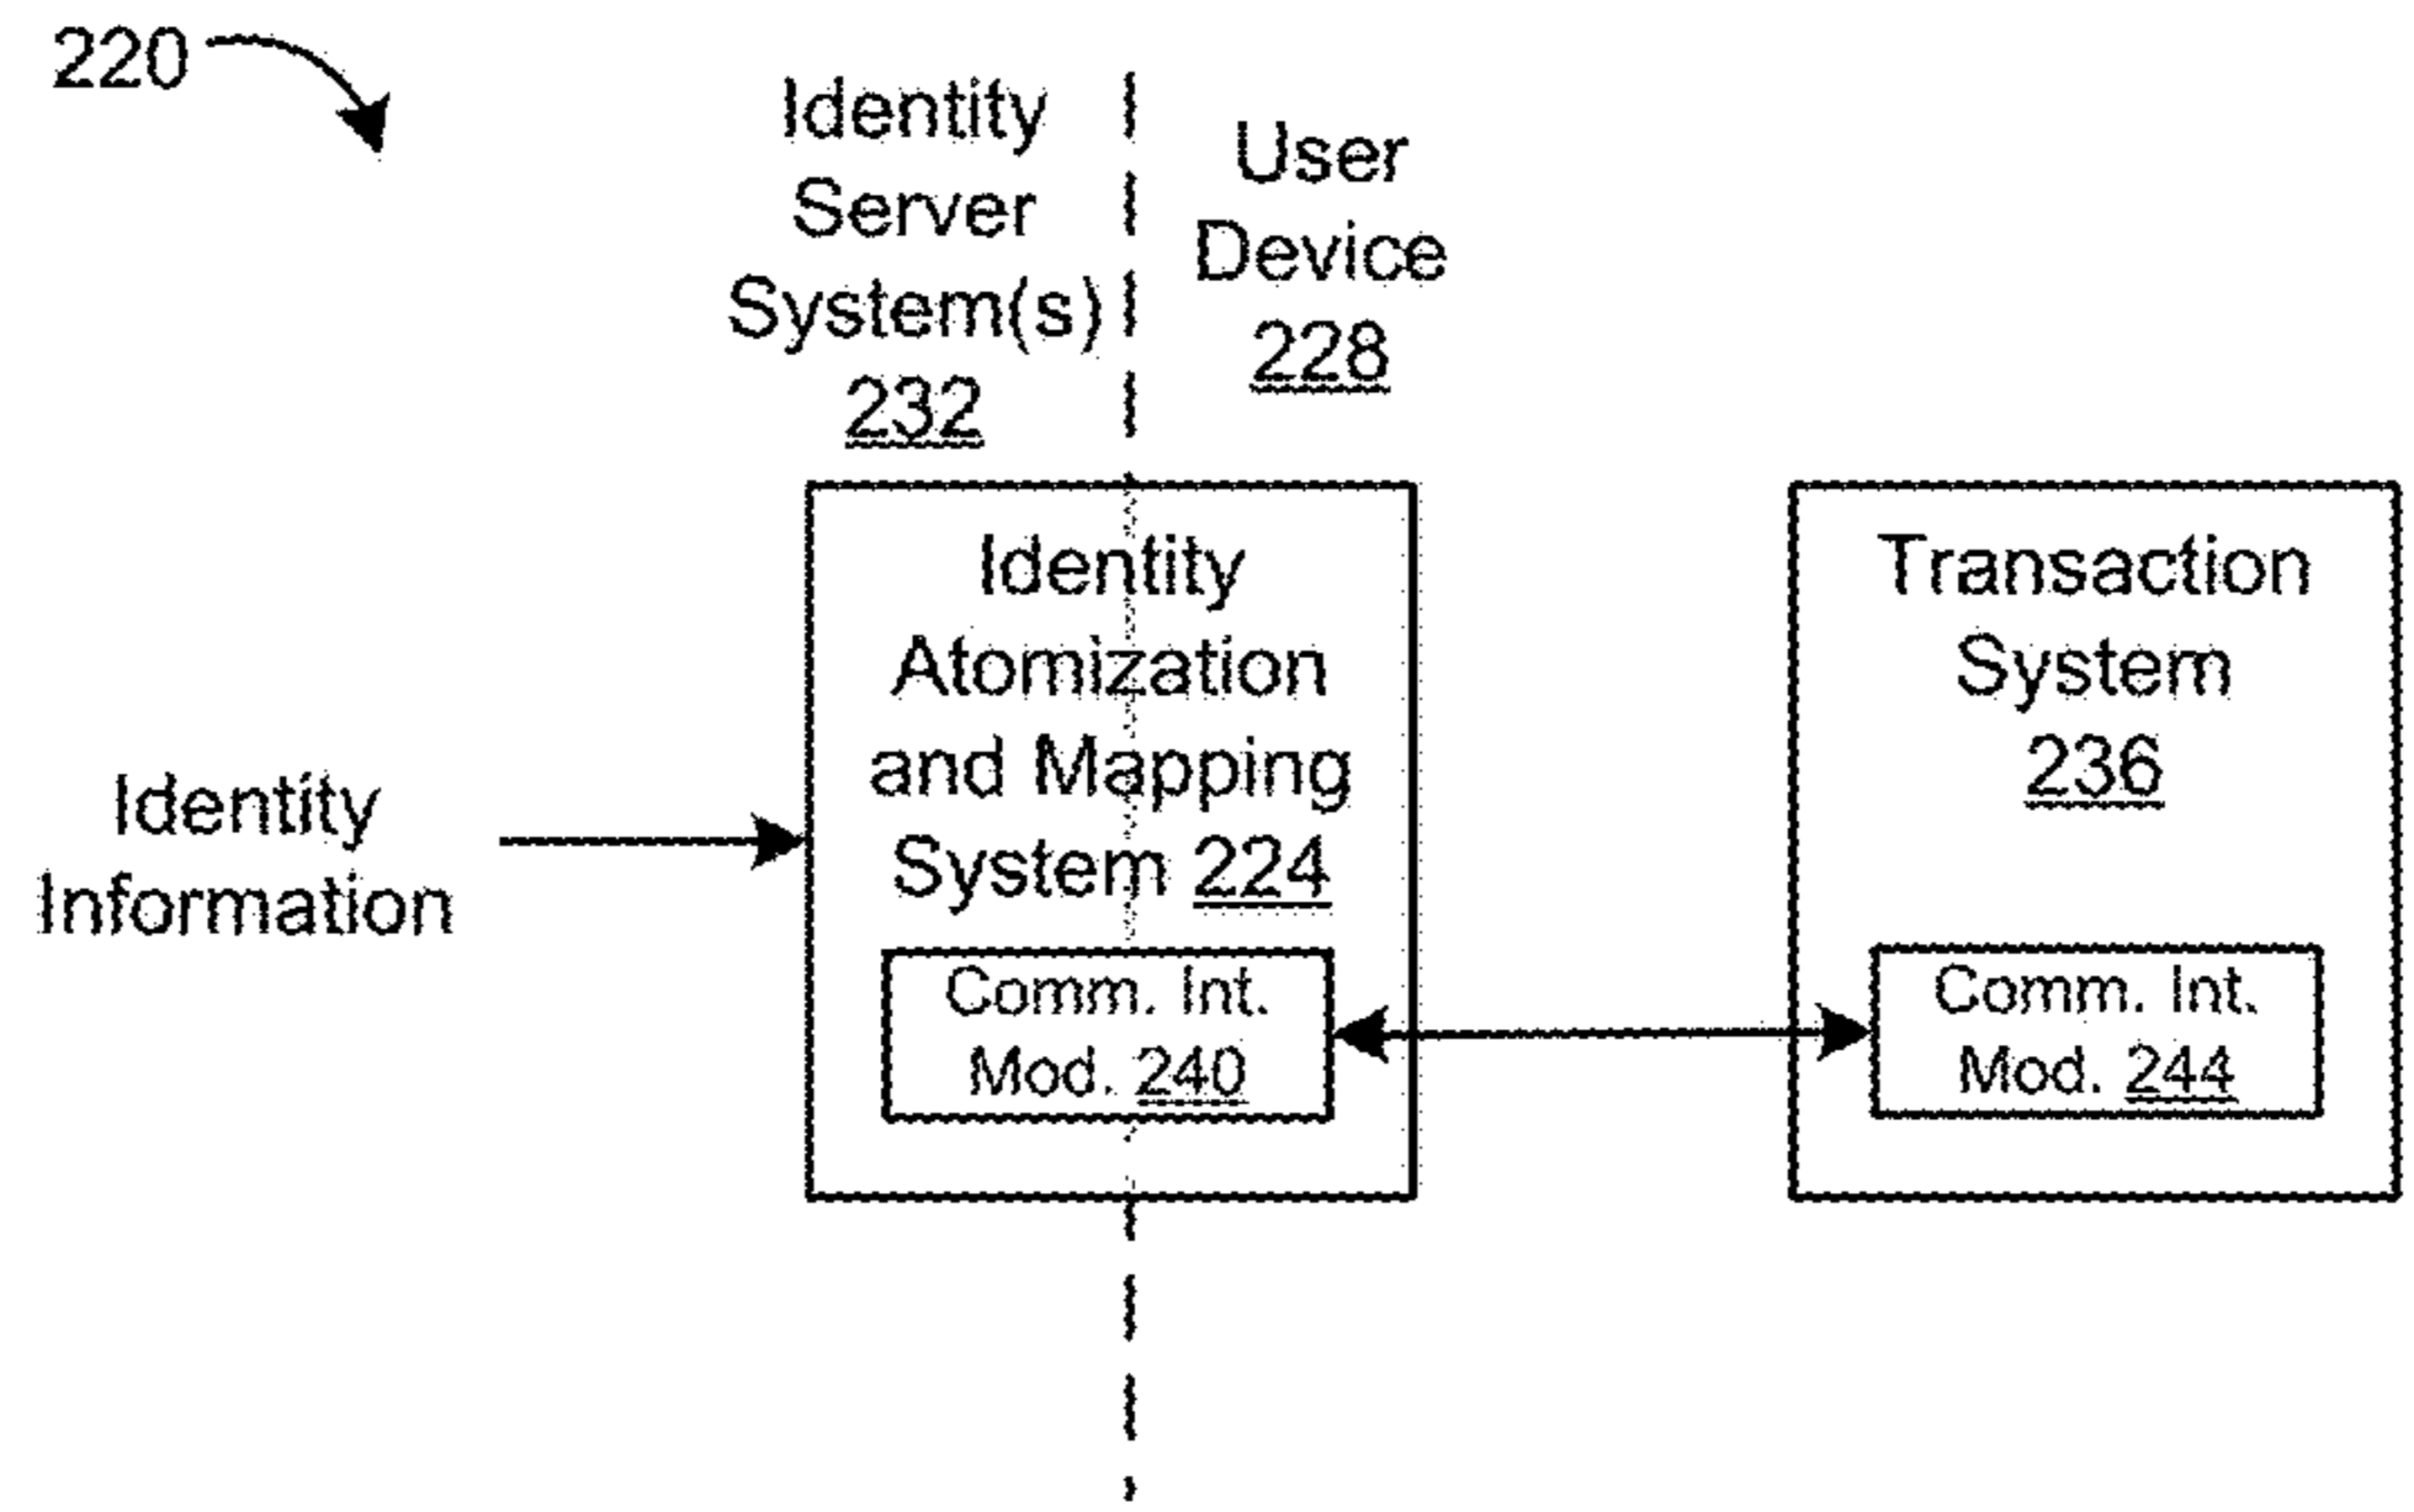 220
Identity
Server
System(s)
232
User
Device
228
Identity
Atomization
and Mapping
System 224
Comm. Int.
Mod. 240
Transaction
System
236
Comm. Int.
Mod. 244
Identity
Information